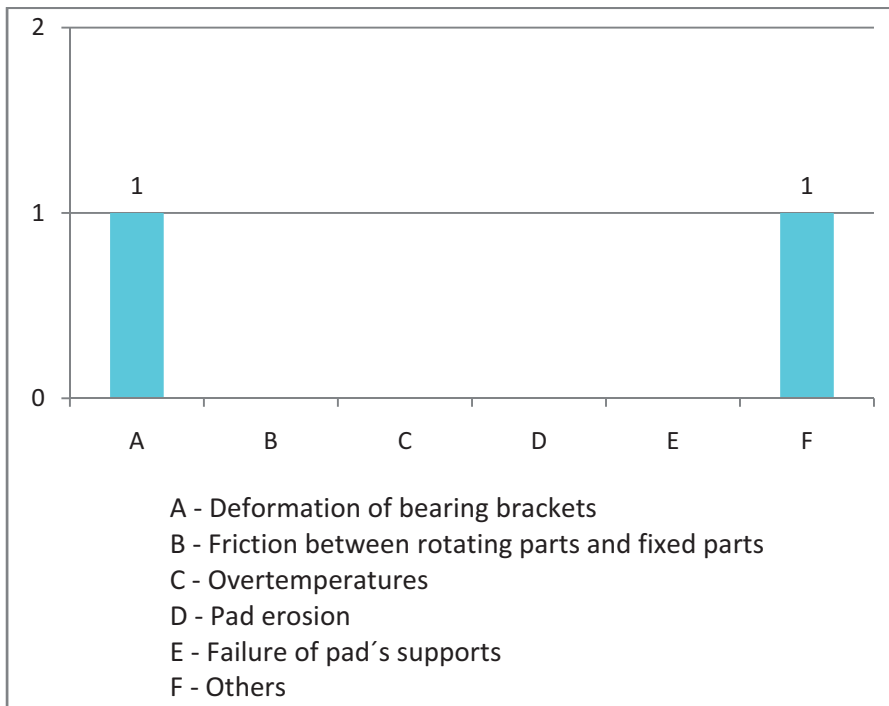 2
1 1
1
0
A B C D E F
A - Deformation of bearing brackets
B - Friction between rotating parts and fixed parts
C - Overtemperatures
D - Pad erosion
E - Failure of pad´s supports
F - Others